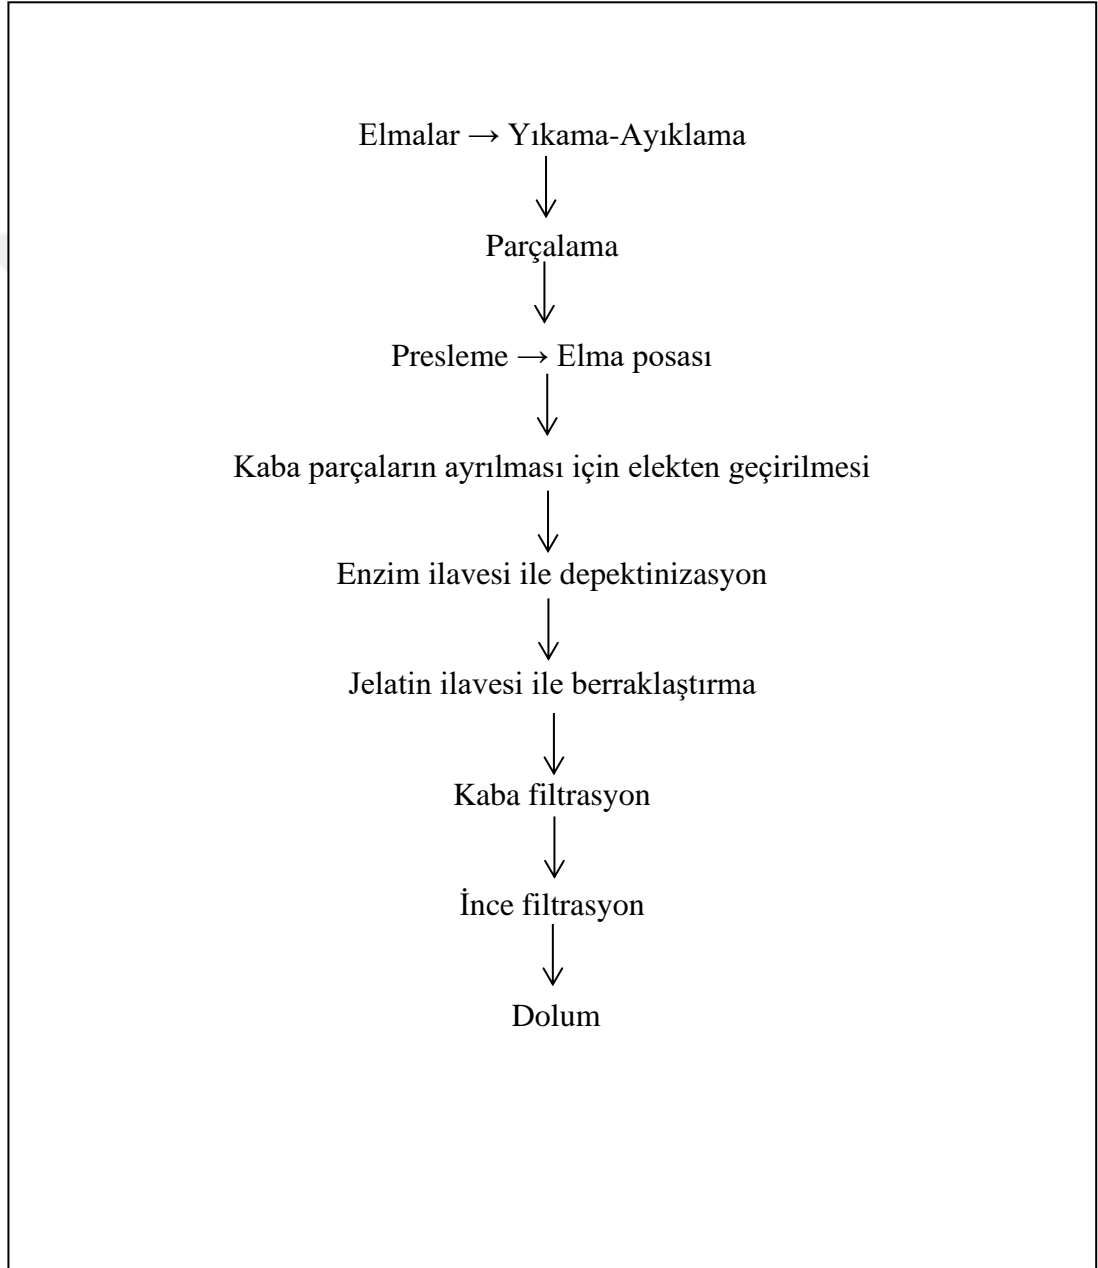 Elmalar → Yıkama-Ayıklama
Parçalama
Presleme → Elma posası
Kaba parçaların ayrılması için elekten geçirilmesi
Enzim ilavesi ile depektinizasyon
Jelatin ilavesi ile berraklaştırma
Kaba filtrasyon
İnce filtrasyon
Dolum